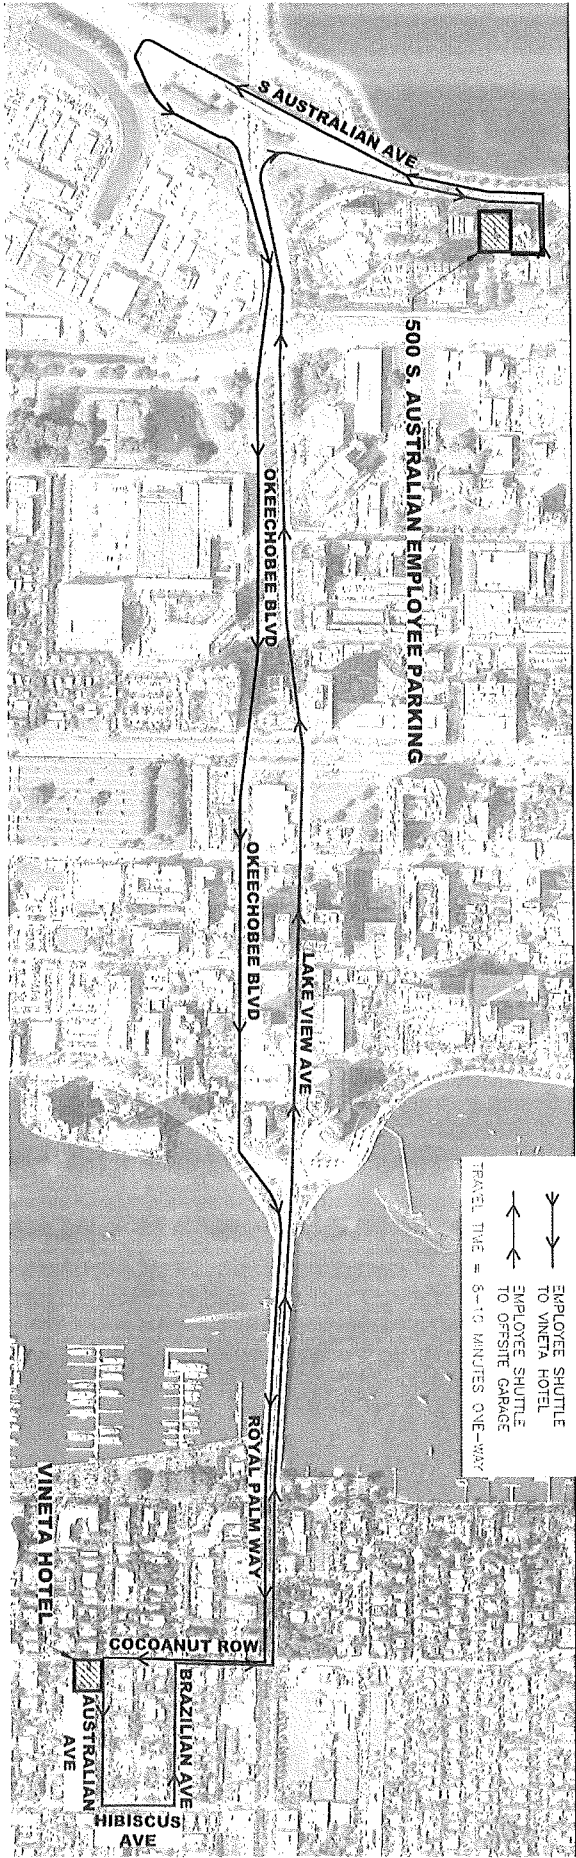 S AUSTRALIAN AVE
500 S. AUSTRALIAN EMPLOYEE PARKING
OKEECHOBEE BLVD
OKEECHOBEE BLVD
LAKE VIEW AVE
EMPLOYEE SHUTTLE
TO VINETA HOTEL
EMPLOYEE SHUTTLE
TO OFFSITE GARAGE
TRAVEL TIME = 8-10 MINUTES ONE-WAY
ROYAL PALM WAY
VINETA HOTEL
COCOANUT ROW
BRAZILIAN AVE
AUSTRALIAN
AVE
HIBISCUS
AVE